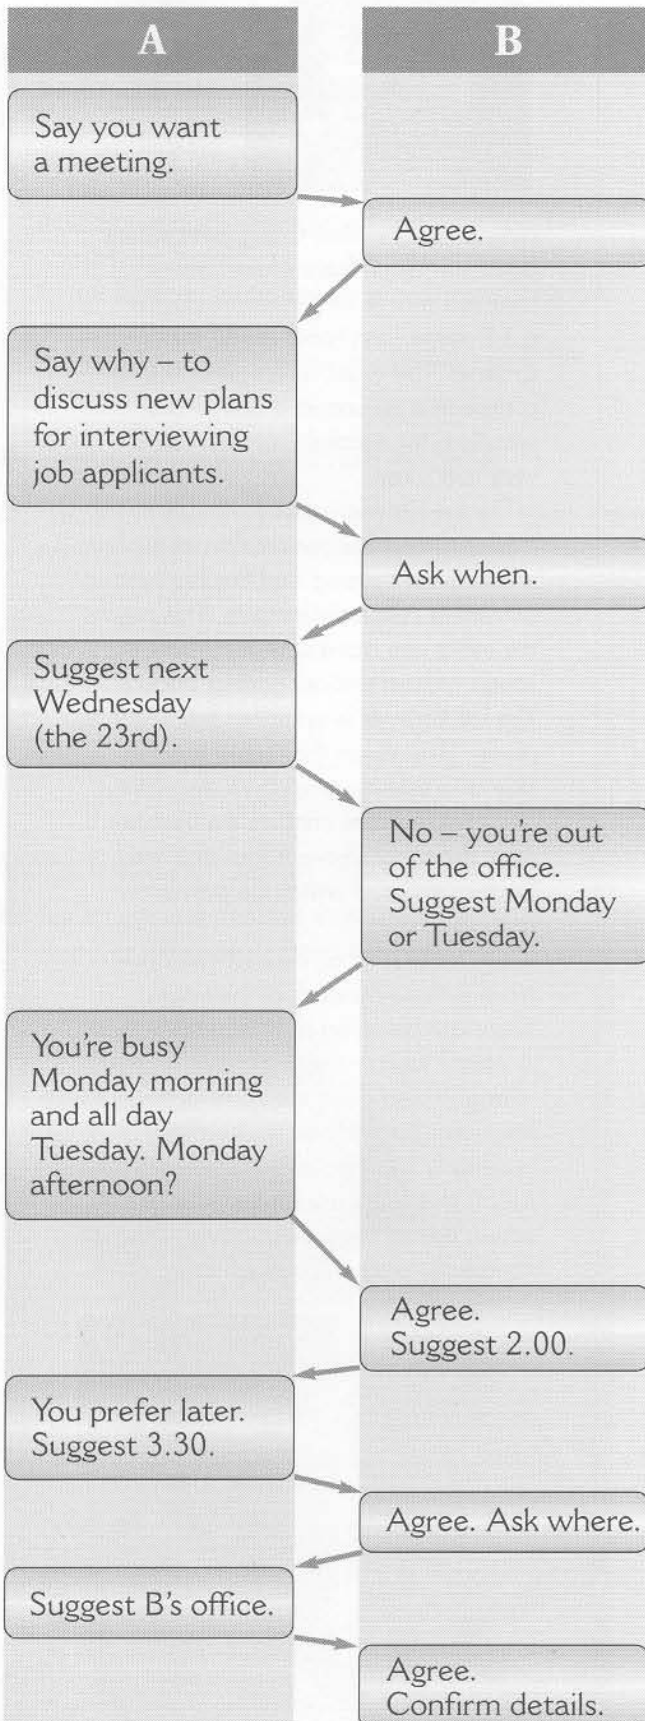 A
B
Say you want
a meeting.
Agree.
Say why – to
discuss new plans
for interviewing
job applicants.
Ask when.
Suggest next
Wednesday
(the 23rd).
No – you're out
of the office.
Suggest Monday
or Tuesday.
You're busy
Monday morning
and all day
Tuesday. Monday
afternoon?
Agree.
Suggest 2.00.
You prefer later.
Suggest 3.30.
Agree. Ask where.
Suggest B's office.
Agree.
Confirm details.